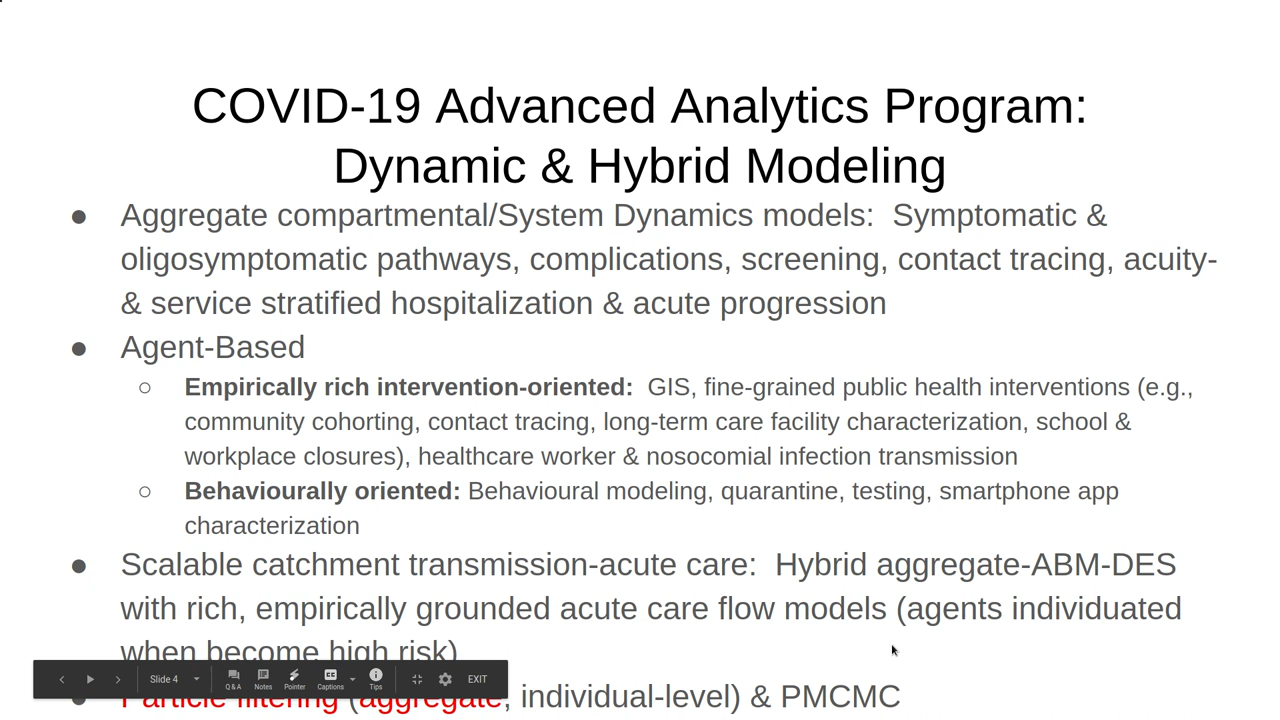 COVID-19 Advanced Analytics Program:
Dynamic & Hybrid Modeling
● Aggregate compartmental/System Dynamics models:  Symptomatic &
oligosymptomatic pathways, complications, screening, contact tracing, acuity-
& service stratified hospitalization & acute progression
● Agent-Based
○ Empirically rich intervention-oriented:  GIS, fine-grained public health interventions (e.g.,
community cohorting, contact tracing, long-term care facility characterization, school &
workplace closures), healthcare worker & nosocomial infection transmission
○ Behaviourally oriented: Behavioural modeling, quarantine, testing, smartphone app
characterization
● Scalable catchment transmission-acute care:  Hybrid aggregate-ABM-DES
with rich, empirically grounded acute care flow models (agents individuated
when become high risk)
● Particle filtering (aggregate, individual-level) & PMCMC
Slide 4
Q & A Notes Pointer Captions Tips EXIT